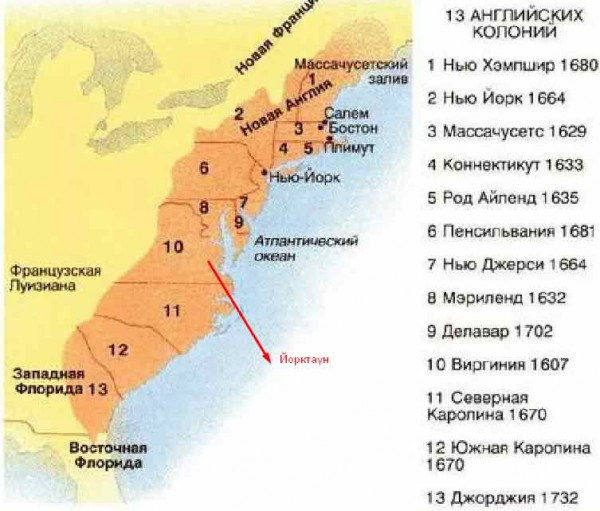 13 АНГЛИЙСКИХ
КОЛОНИЙ
1 Нью Хэмпшир 1680
2 Нью Йорк 1664
3 Массачусетс 1629
4 Коннектикут 1633
5 Род Айленд 1635
6 Пенсильвания 1681
7 Нью Джерси 1664
8 Мэриленд 1632
9 Делавар 1702
10 Виргиния 1607
11 Северная
Каролина 1670
12 Южная Каролина
1670
13 Джорджия 1732
Новая Франция
Массачусетский
залив
1
2
Новая Англия
Салем
3
Бостон
4
5
Плимут
6
Нью-Йорк
8
7
9
10
Атлантический
океан
Французская
Луизиана
11
12
Йорктаун
Западная
Флорида 13
Восточная
Флорида